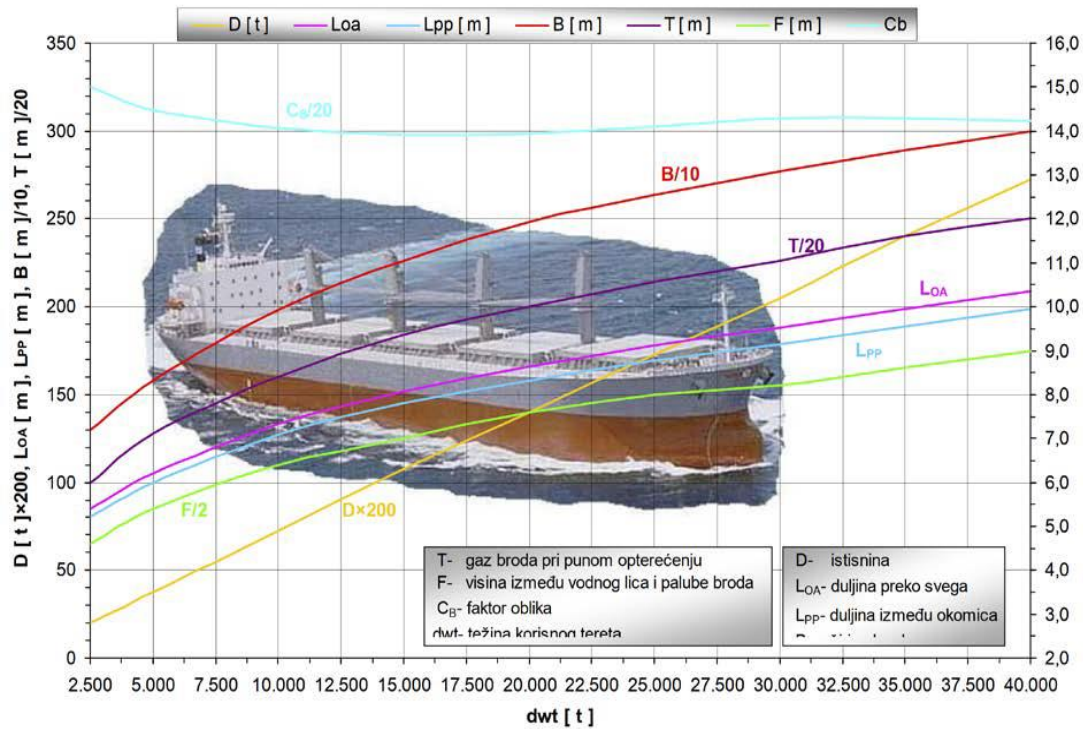 D [ t ] Loa Lpp [ m ] B [ m ] T [ m ] F [ m ] Cb
D [ t ]×200, LOA [ m ], LPP [ m ], B [ m ]/10, T [ m ]/20
350
300
250
200
150
100
50
0
16,0
15,0
14,0
13,0
12,0
11,0
10,0
9,0
8,0
7,0
6,0
5,0
4,0
3,0
2,0
CB/20
B/10
T/20
LOA
LPP
F/2
D×200
T- gaz broda pri punom opterećenju
F- visina između vodnog lica i palube broda
CB- faktor oblika
dwt- težina korisnog tereta
D- istisnina
LOA- duljina preko svega
LPP- duljina između okomica
2.500 5.000 7.500 10.000 12.500 15.000 17.500 20.000 22.500 25.000 27.500 30.000 32.500 35.000 37.500 40.000
dwt [ t ]